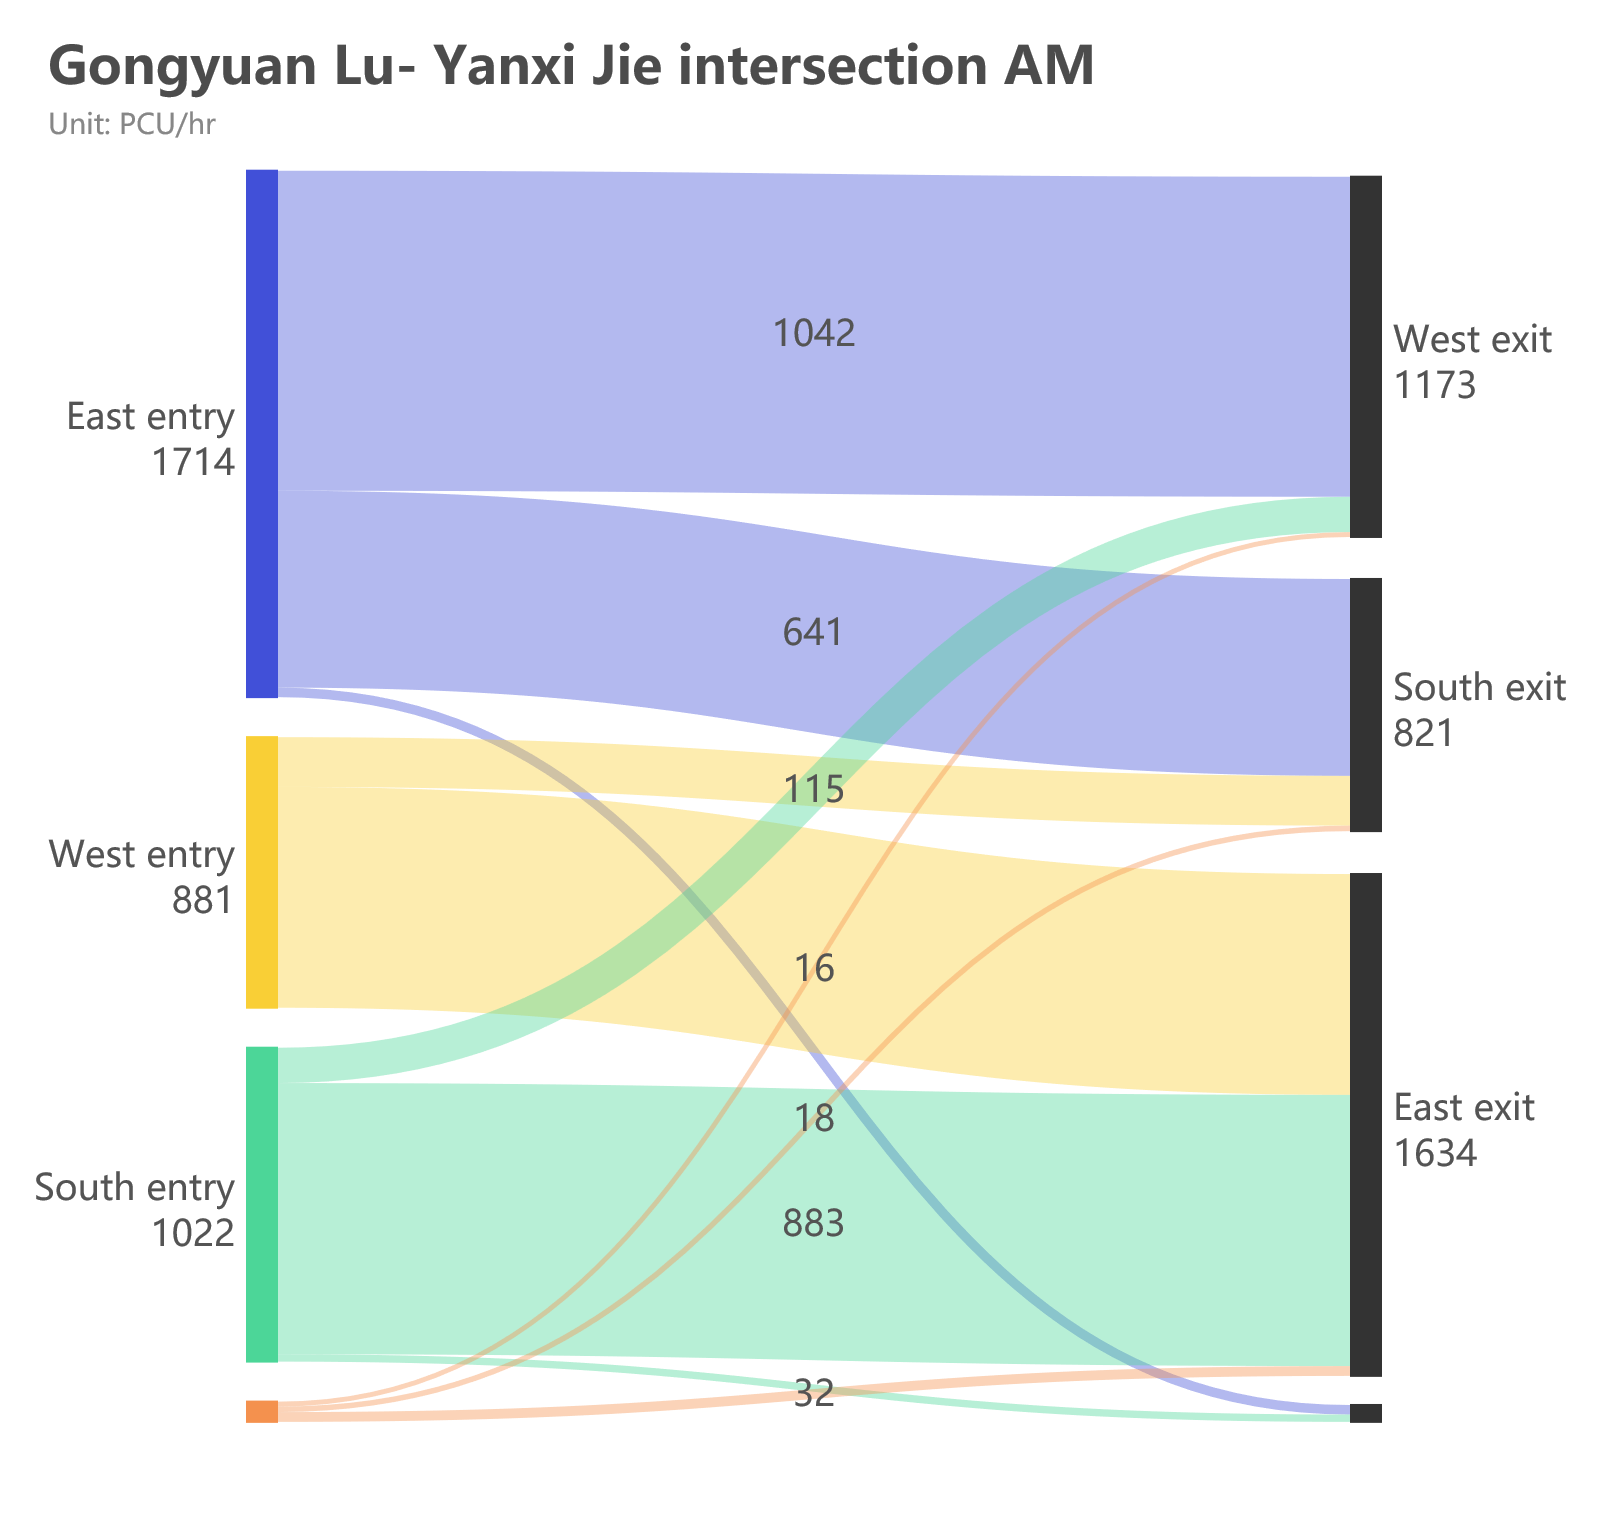 Gongyuan Lu- Yanxi Jie intersection AM
Unit: PCU/hr
1042
West exit
1173
East entry
1714
641
South exit
821
115
West entry
881
16
18
East exit
1634
South entry
1022
883
32